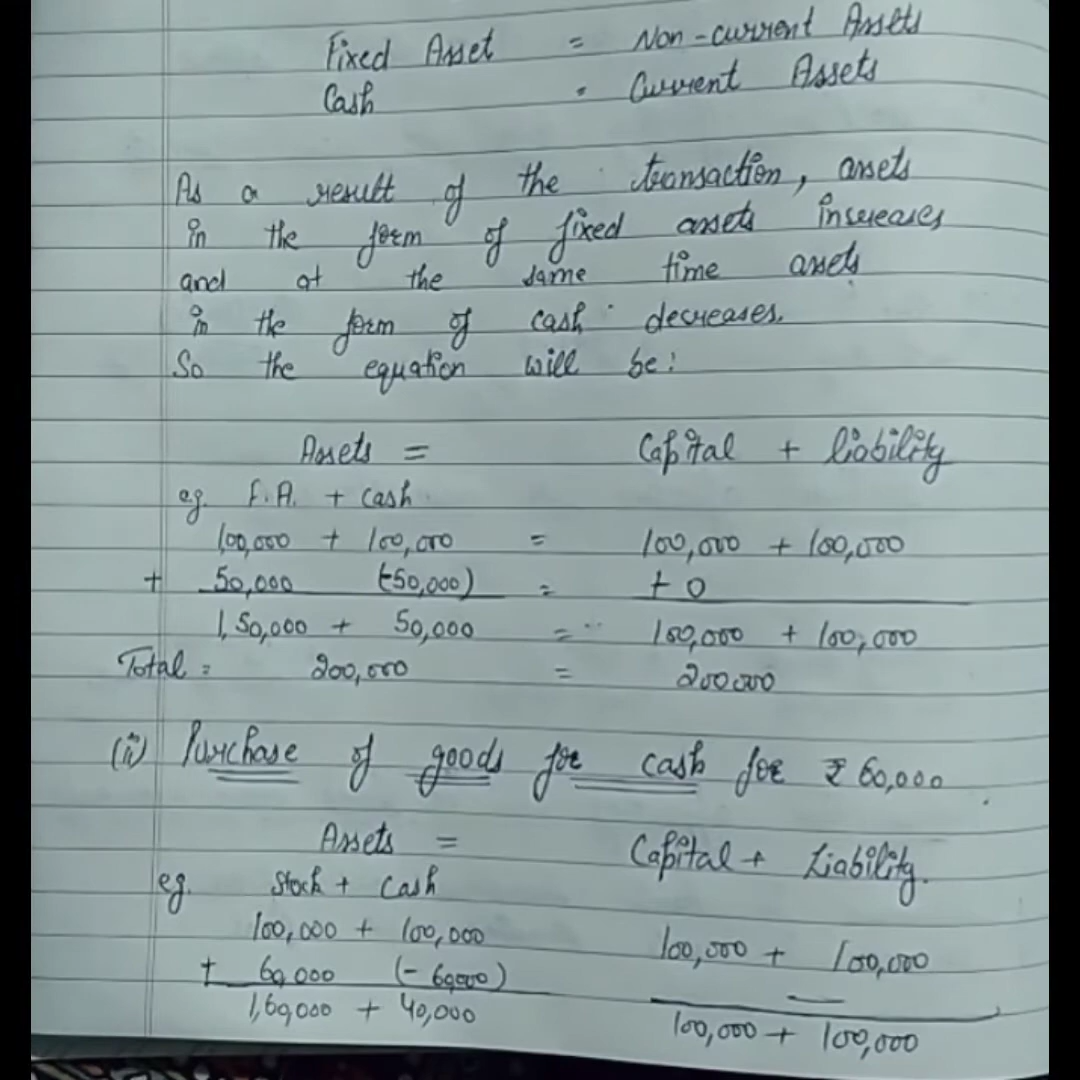 Fixed Asset = Non-current Assets
Cash = Current Assets
As a result of the transaction, assets
in the form of fixed assets increases
and at the same time assets
in the form of cash decreases.
So the equation will be:
Assets = Capital + liability
eg. F.A. + cash
1,00,000 + 100,000 = 100,000 + 100,000
+ 50,000 (-50,000) = + 0
1,50,000 + 50,000 = 100,000 + 100,000
Total = 200,000 = 200000
(ii) Purchase of goods for cash for ₹ 60,000
Assets = Capital + Liability.
eg. Stock + Cash
100,000 + 100,000 100,000 + 100,000
+ 60,000 (- 60,000) —
1,60,000 + 40,000 100,000 + 100,000